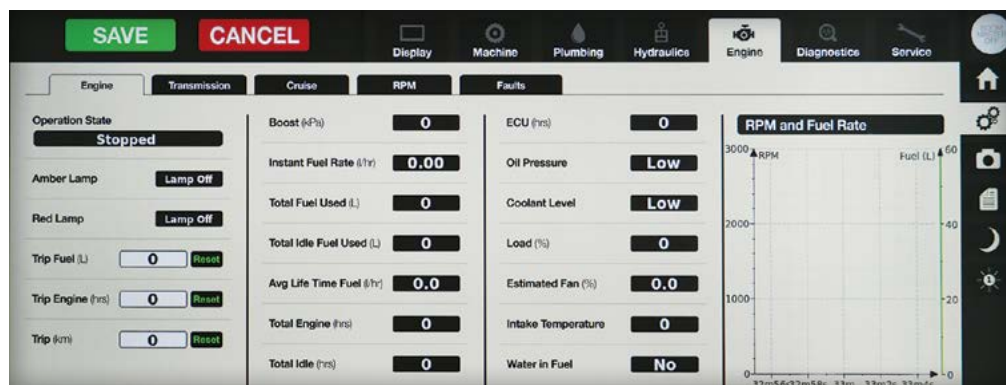 SAVE
CANCEL
Display
Machine
Plumbing
Hydraulics
Engine
Diagnostics
Service
Engine
Transmission
Cruise
RPM
Faults
Operation State
Stopped
Amber Lamp Lamp Off
Red Lamp Lamp Off
Trip Fuel (L) 0 Reset
Trip Engine (hrs) 0 Reset
Trip (km) 0 Reset
Boost (kPa) 0
Instant Fuel Rate (l/hr) 0.00
Total Fuel Used (L) 0
Total Idle Fuel Used (L) 0
Avg Life Time Fuel (l/hr) 0.0
Total Engine (hrs) 0
Total Idle (hrs) 0
ECU (hrs) 0
Oil Pressure Low
Coolant Level Low
Load (%) 0
Estimated Fan (%) 0.0
Intake Temperature 0
Water in Fuel No
RPM and Fuel Rate
3000 RPM Fuel (L) 60
2000 40
1000 20
0 0